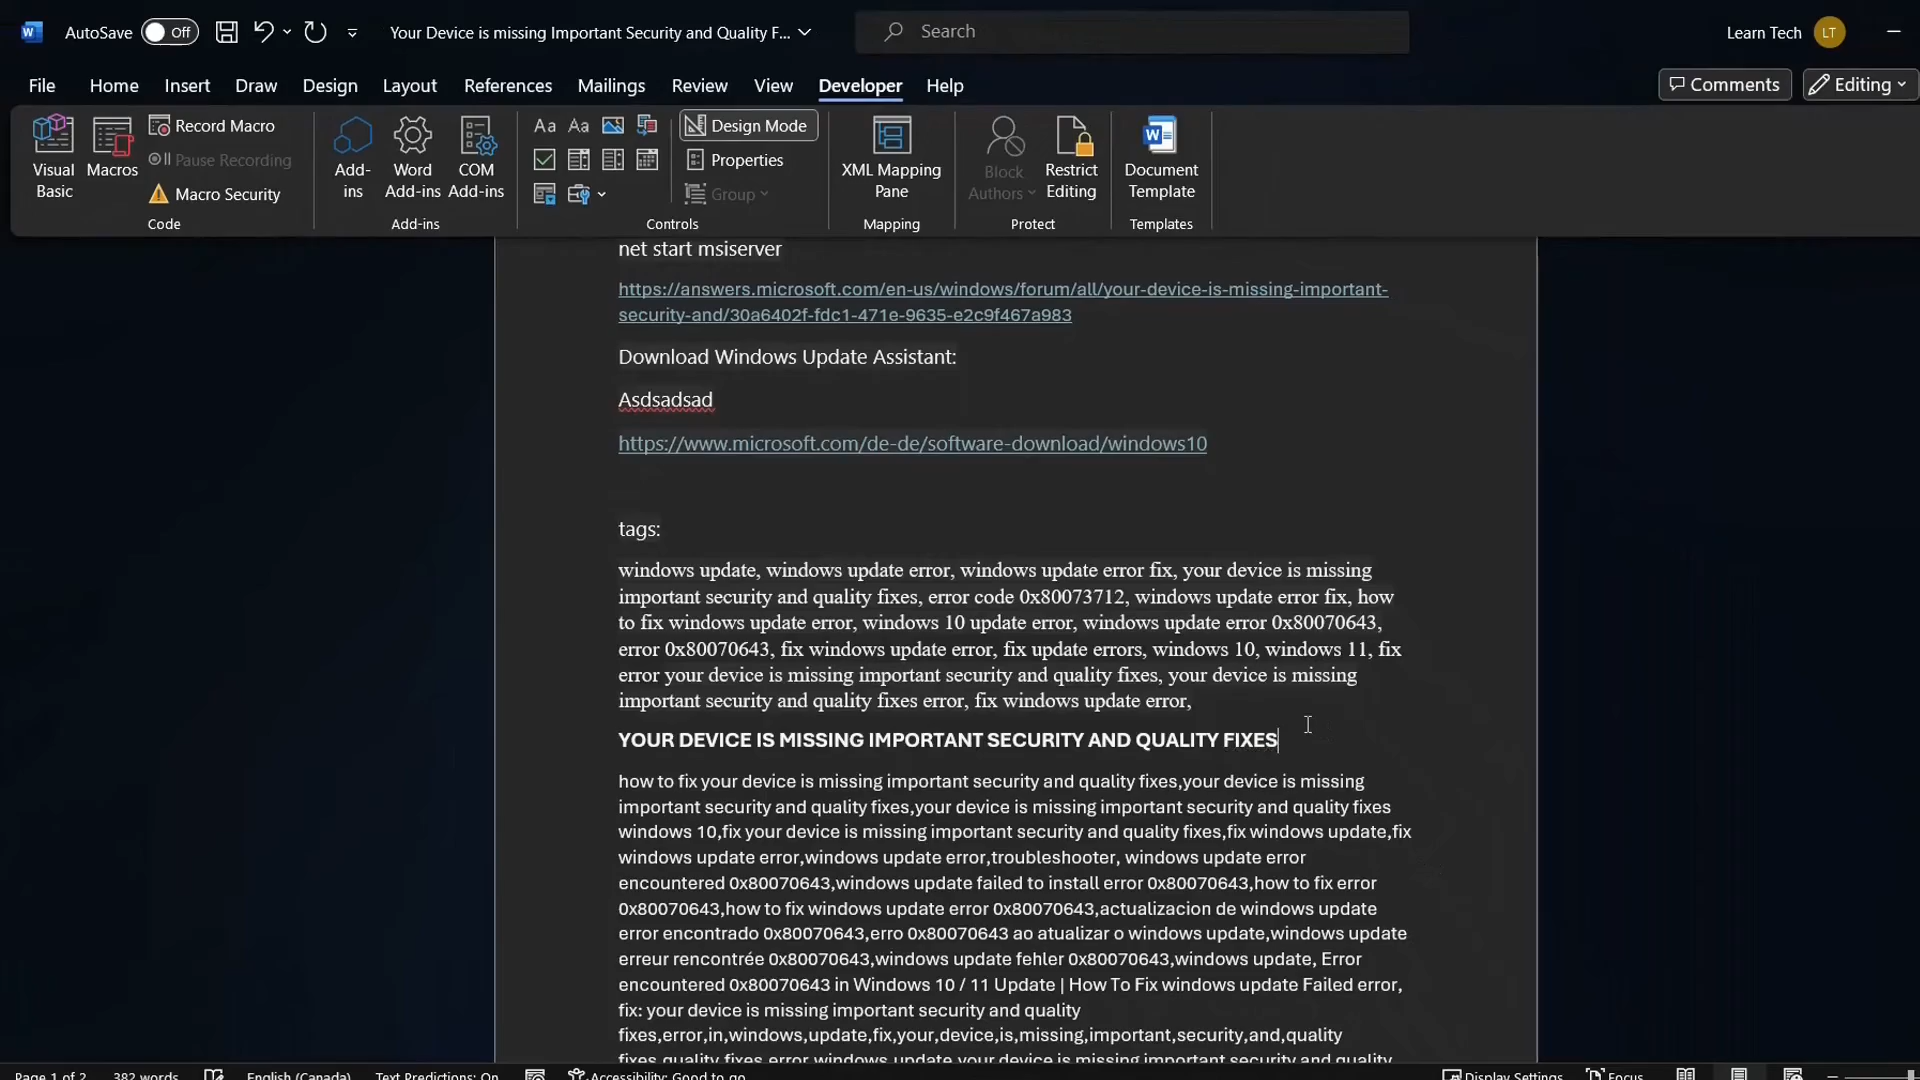 AutoSave Off Your Device is missing Important Security and Quality F... Search Learn Tech LT
File Home Insert Draw Design Layout References Mailings Review View Developer Help Comments Editing
Visual Basic
Macros
Record Macro
Pause Recording
Macro Security
Code
Add-ins
Word Add-ins
COM Add-ins
Add-ins
Aa Aa
Design Mode
Properties
Group
Controls
XML Mapping Pane
Mapping
Block Authors
Restrict Editing
Protect
Document Template
Templates
net start msiserver
https://answers.microsoft.com/en-us/windows/forum/all/your-device-is-missing-important-
security-and/30a6402f-fdc1-471e-9635-e2c9f467a983
Download Windows Update Assistant:
Asdsadsad
https://www.microsoft.com/de-de/software-download/windows10
tags:
windows update, windows update error, windows update error fix, your device is missing
important security and quality fixes, error code 0x80073712, windows update error fix, how
to fix windows update error, windows 10 update error, windows update error 0x80070643,
error 0x80070643, fix windows update error, fix update errors, windows 10, windows 11, fix
error your device is missing important security and quality fixes, your device is missing
important security and quality fixes error, fix windows update error,
YOUR DEVICE IS MISSING IMPORTANT SECURITY AND QUALITY FIXES
how to fix your device is missing important security and quality fixes,your device is missing
important security and quality fixes,your device is missing important security and quality fixes
windows 10,fix your device is missing important security and quality fixes,fix windows update,fix
windows update error,windows update error,troubleshooter, windows update error
encountered 0x80070643,windows update failed to install error 0x80070643,how to fix error
0x80070643,how to fix windows update error 0x80070643,actualizacion de windows update
error encontrado 0x80070643,erro 0x80070643 ao atualizar o windows update,windows update
erreur rencontrée 0x80070643,windows update fehler 0x80070643,windows update, Error
encountered 0x80070643 in Windows 10 / 11 Update | How To Fix windows update Failed error,
fix: your device is missing important security and quality
fixes,error,in,windows,update,fix,your,device,is,missing,important,security,and,quality
fixes,quality fixes,error,windows update,your device is missing important security and quality
Page 1 of 2 382 words English (Canada) Text Predictions: On Accessibility: Good to go Display Settings Focus